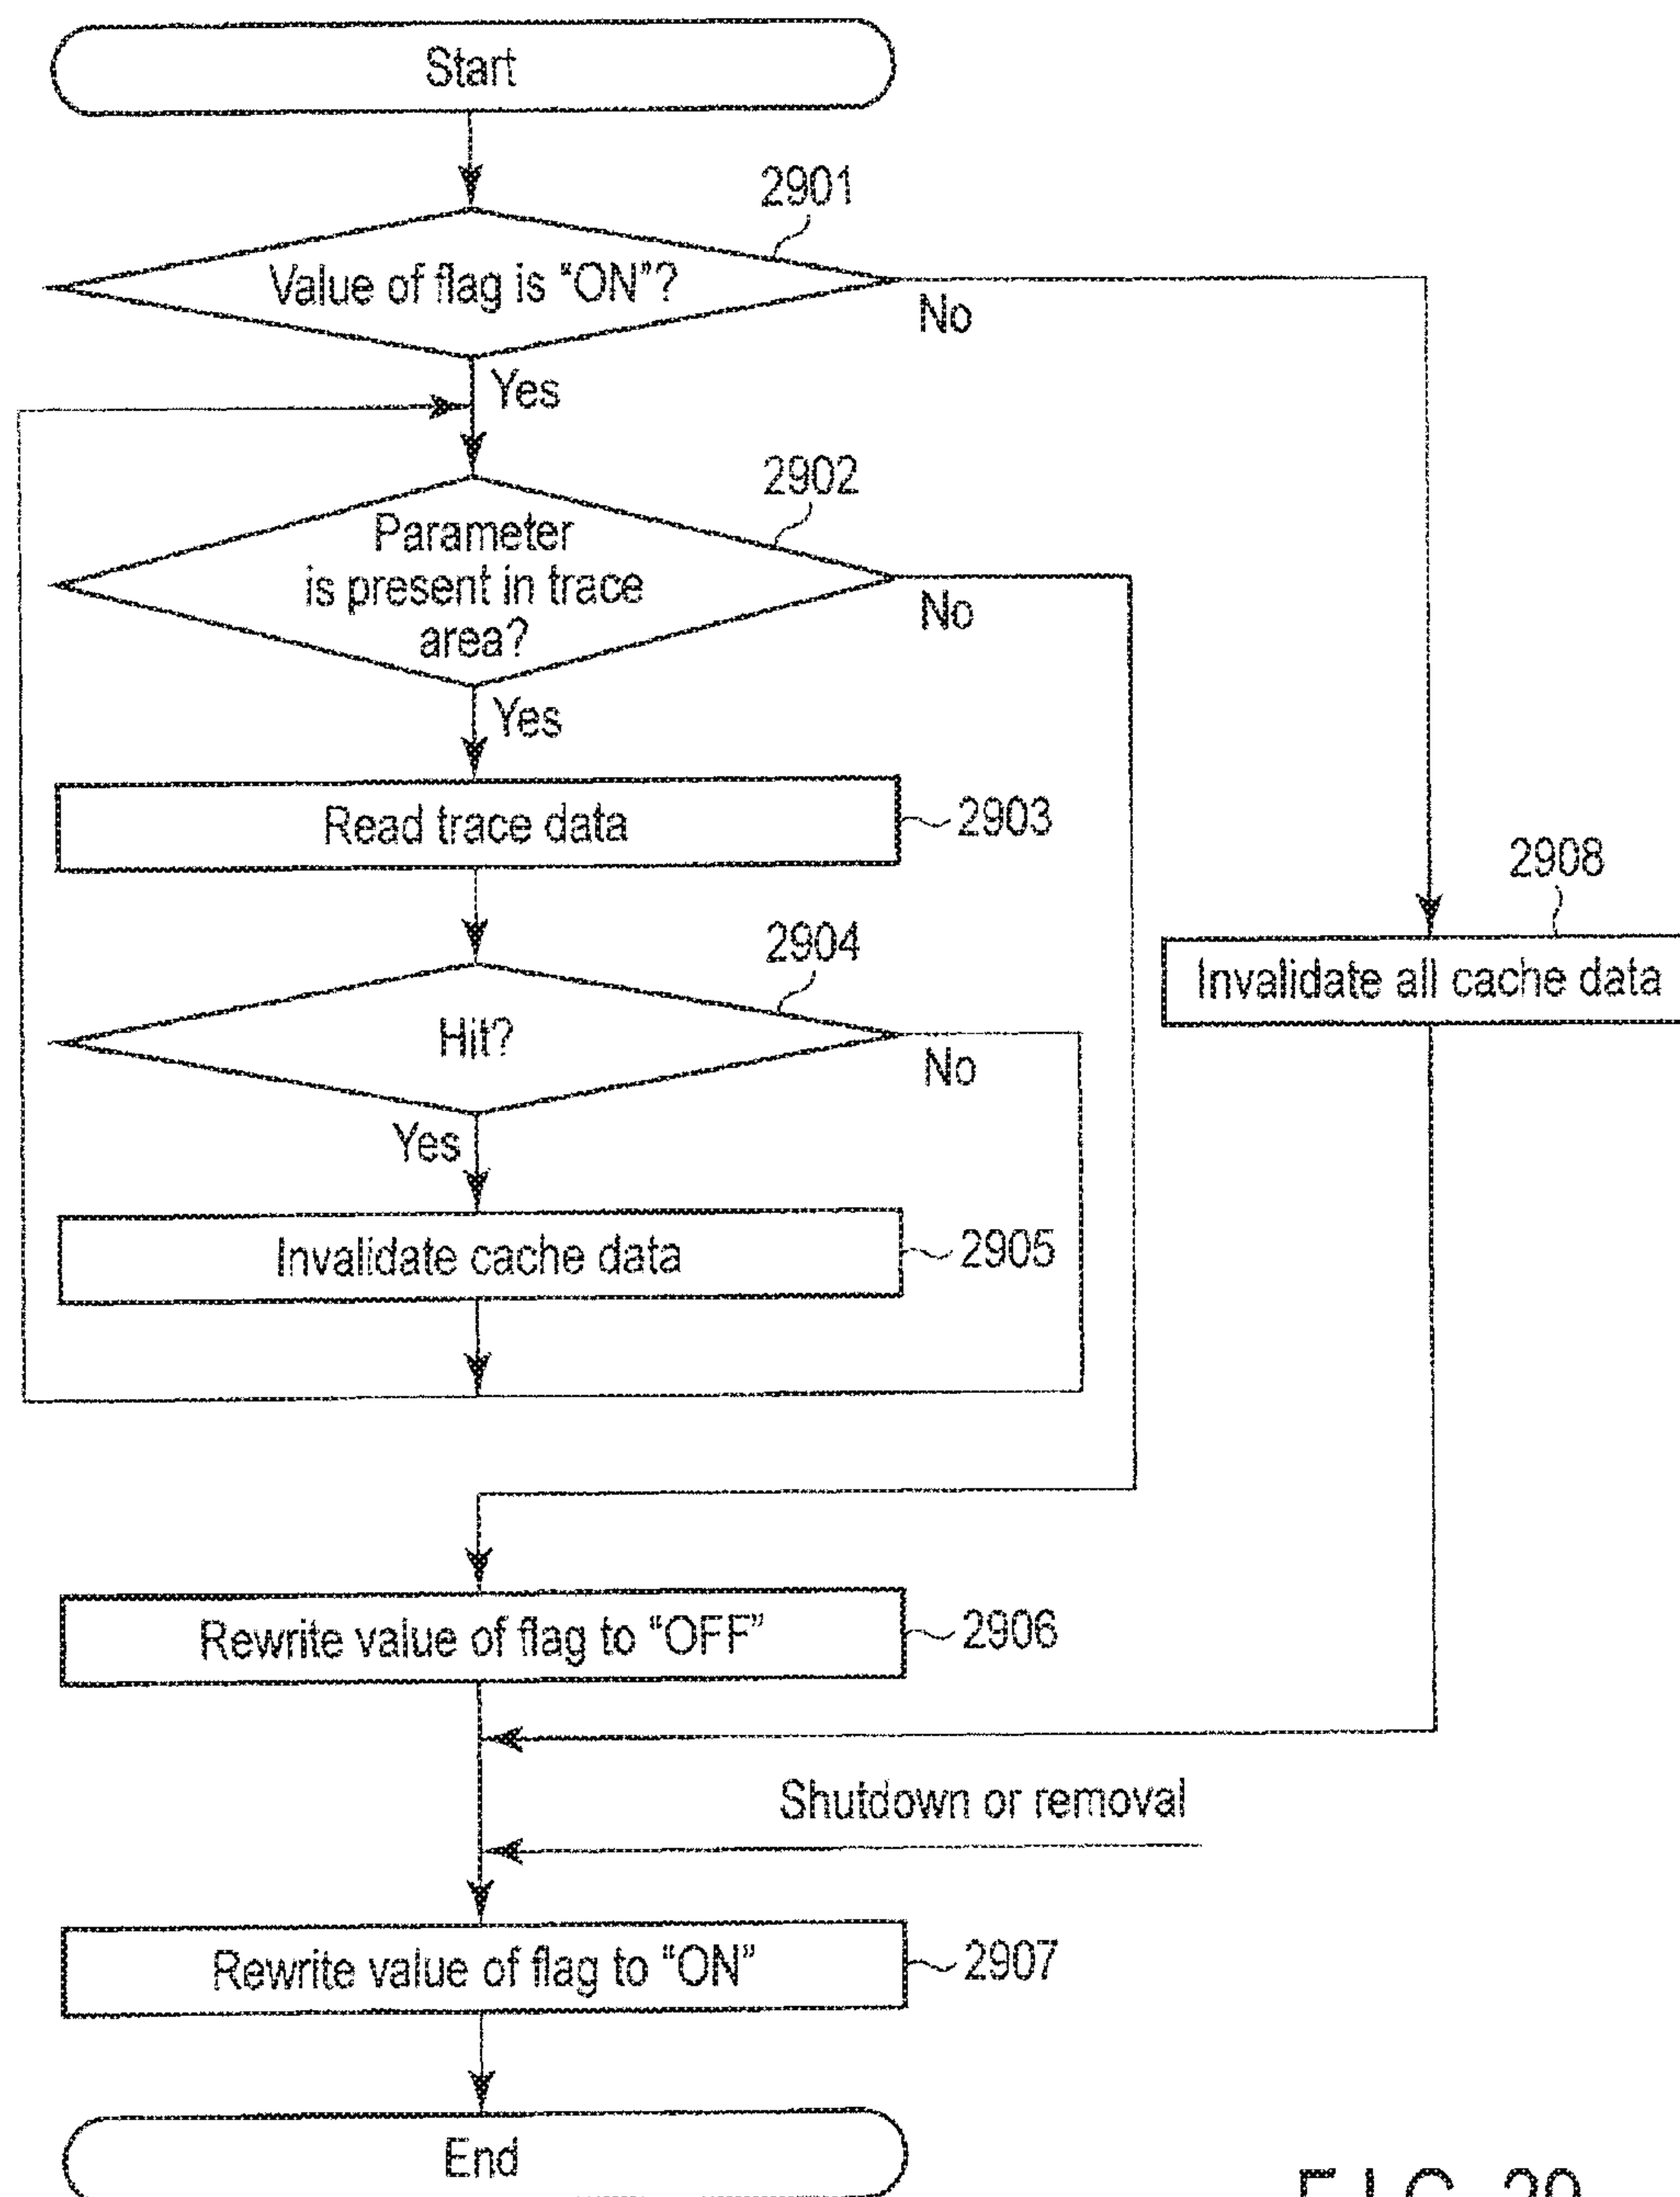 Start
2901
Value of flag is “ON”?
No
Yes
2902
Parameter
is present in trace
area?
No
Yes
Read trace data
2903
2908
Invalidate all cache data
2904
Hit?
No
Yes
Invalidate cache data
2905
Rewrite value of flag to “OFF”
2906
Shutdown or removal
Rewrite value of flag to “ON”
2907
End